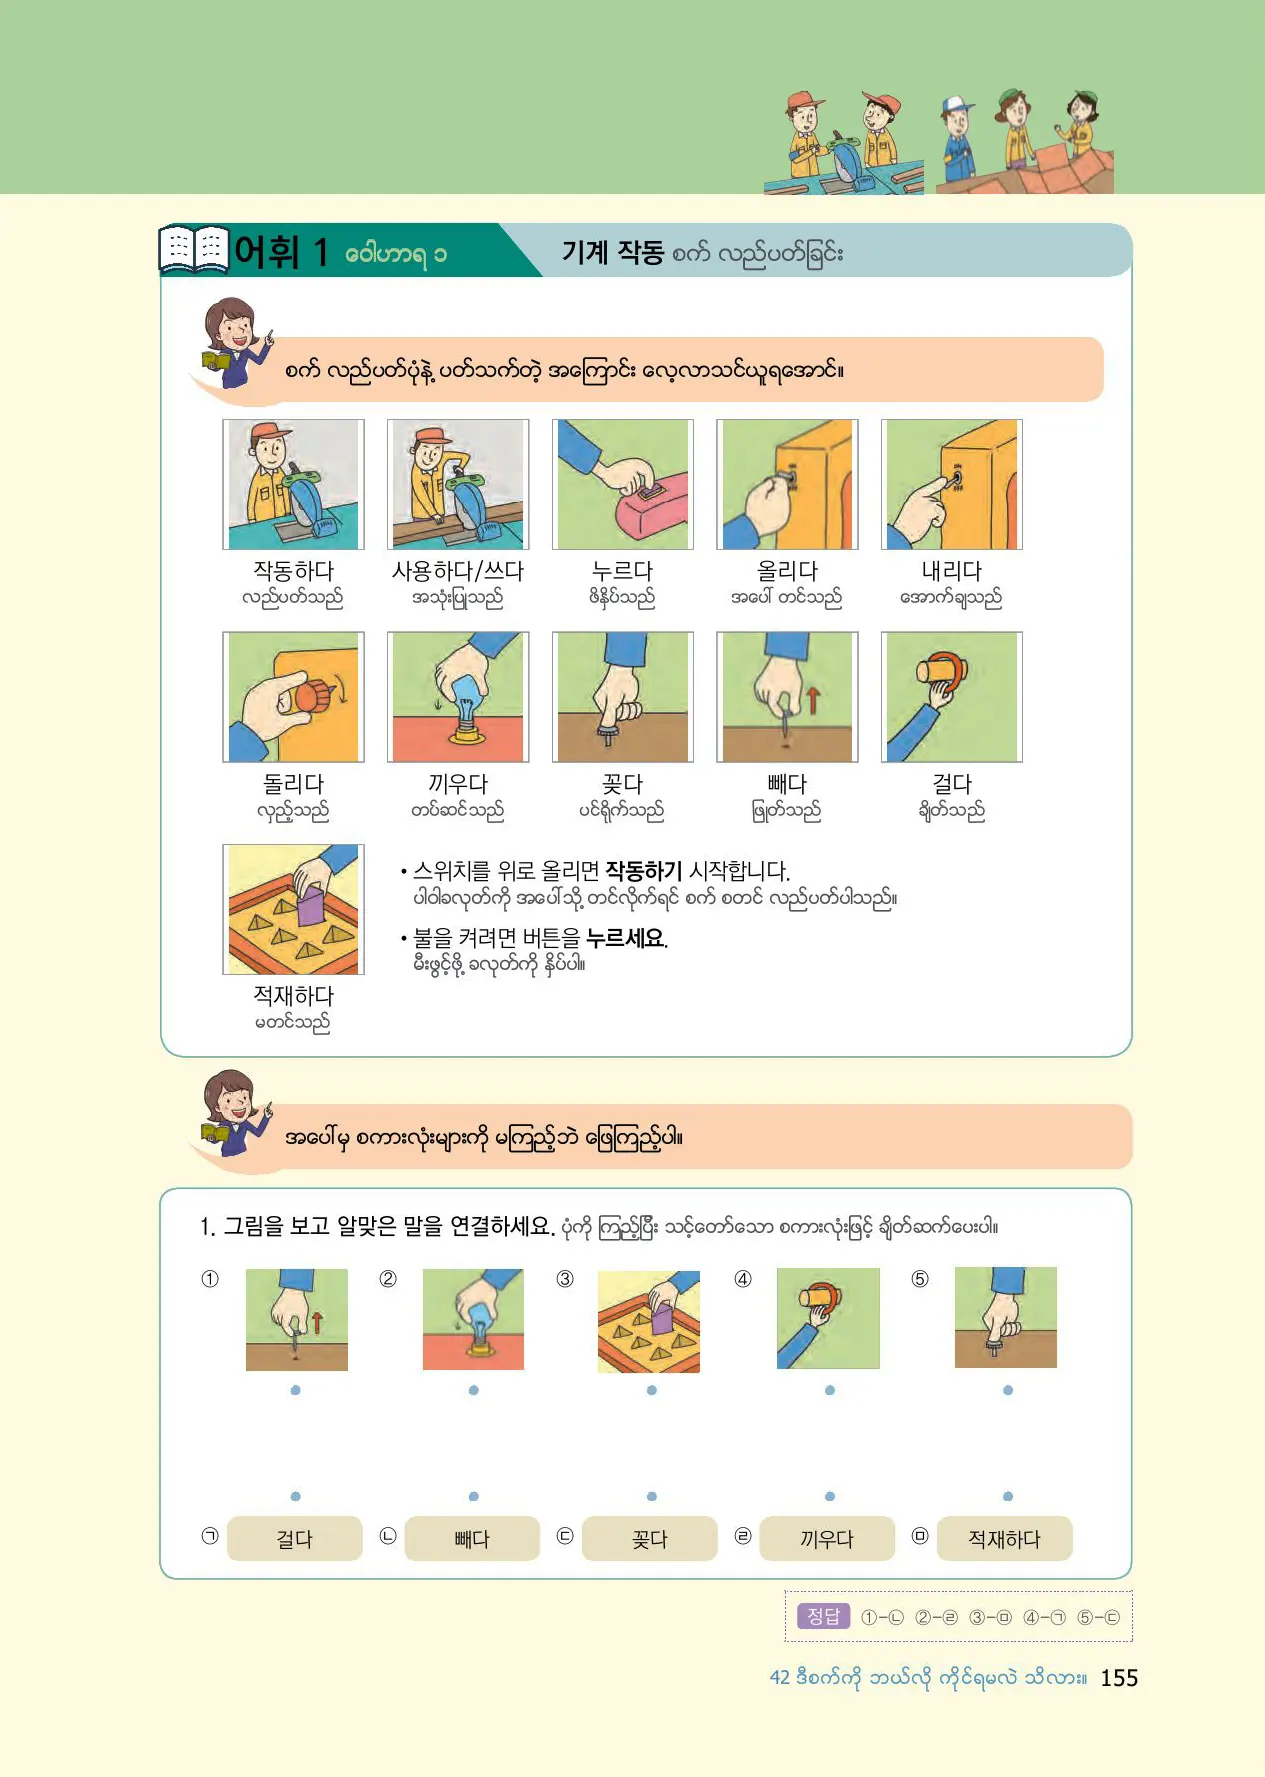 어휘 1 ဝေါဟာရ ၁
기계 작동 စက် လည်ပတ်ခြင်း
စက် လည်ပတ်ပုံနဲ့ ပတ်သက်တဲ့ အကြောင်း လေ့လာသင်ယူရအောင်။
작동하다 사용하다/쓰다 누르다 올리다 내리다
လည်ပတ်သည် အသုံးပြုသည် ဖိနှိပ်သည် အပေါ် တင်သည် အောက်ချသည်
돌리다 끼우다 꽂다 빼다 걸다
လှည့်သည် တပ်ဆင်သည် ပင်ရိုက်သည် ဖြုတ်သည် ချိတ်သည်
• 스위치를 위로 올리면 작동하기 시작합니다.
ပါဝါခလုတ်ကို အပေါ်သို့ တင်လိုက်ရင် စက် စတင် လည်ပတ်ပါသည်။
• 불을 켜려면 버튼을 누르세요.
မီးဖွင့်ဖို့ ခလုတ်ကို နှိပ်ပါ။
적재하다
မတင်သည်
အပေါ်မှ စကားလုံးများကို မကြည့်ဘဲ ဖြေကြည့်ပါ။
1. 그림을 보고 알맞은 말을 연결하세요. ပုံကို ကြည့်ပြီး သင့်တော်သော စကားလုံးဖြင့် ချိတ်ဆက်ပေးပါ။
① ② ③ ④ ⑤
㉠ 걸다 ㉡ 빼다 ㉢ 꽂다 ㉣ 끼우다 ㉤ 적재하다
정답 ①-㉡ ②-㉣ ③-㉤ ④-㉠ ⑤-㉢
42 ဒီစက်ကို ဘယ်လို ကိုင်ရမလဲ သိလား။ 155